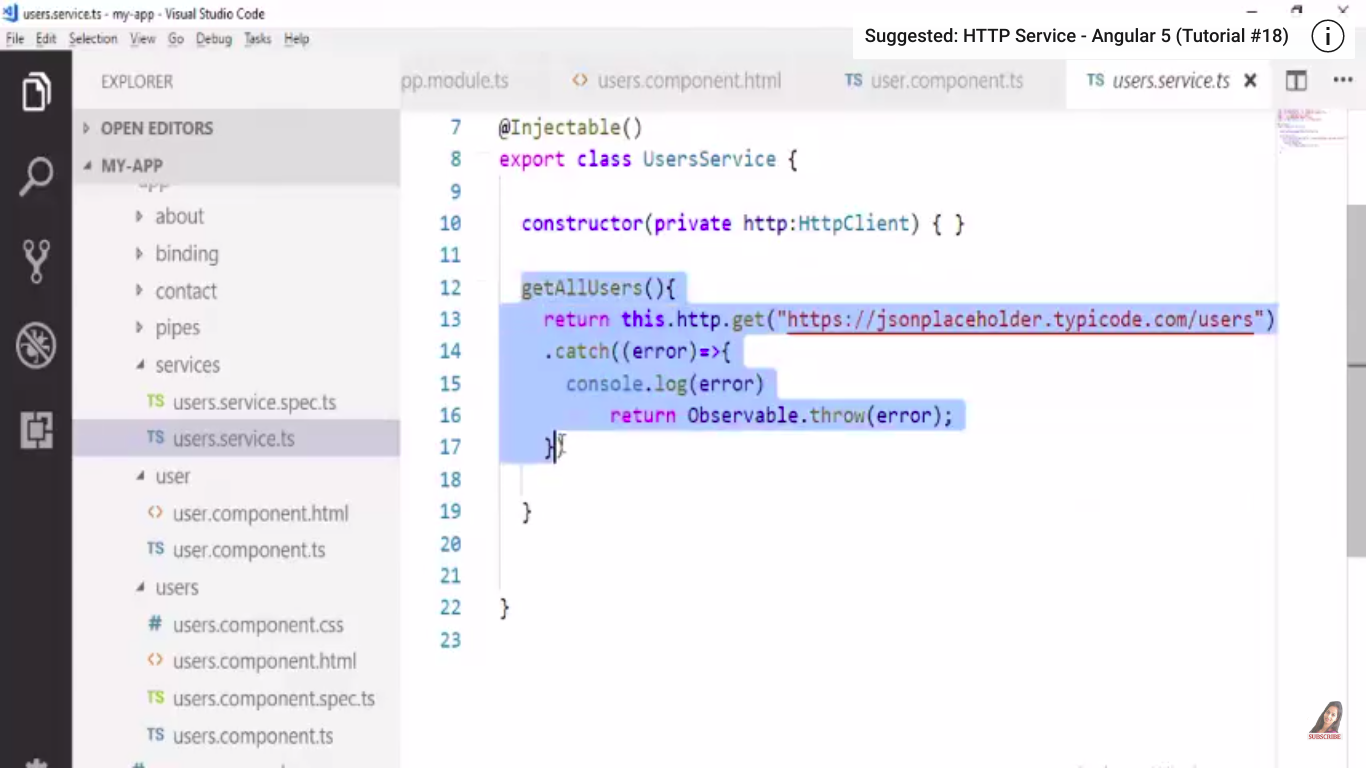 users.service.ts - my-app - Visual Studio Code
File Edit Selection View Go Debug Tasks Help
Suggested: HTTP Service - Angular 5 (Tutorial #18)
EXPLORER
pp.module.ts
<> users.component.html
TS user.component.ts
TS users.service.ts
OPEN EDITORS
MY-APP
app
about
binding
contact
pipes
services
TS users.service.spec.ts
TS users.service.ts
user
<> user.component.html
TS user.component.ts
users
# users.component.css
<> users.component.html
TS users.component.spec.ts
TS users.component.ts
7 @Injectable()
8 export class UsersService {
9
10 constructor(private http:HttpClient) { }
11
12 getAllUsers(){
13 return this.http.get("https://jsonplaceholder.typicode.com/users")
14 .catch((error)=>{
15 console.log(error)
16 return Observable.throw(error);
17 })
18
19 }
20
21
22 }
23
SUBSCRIBE